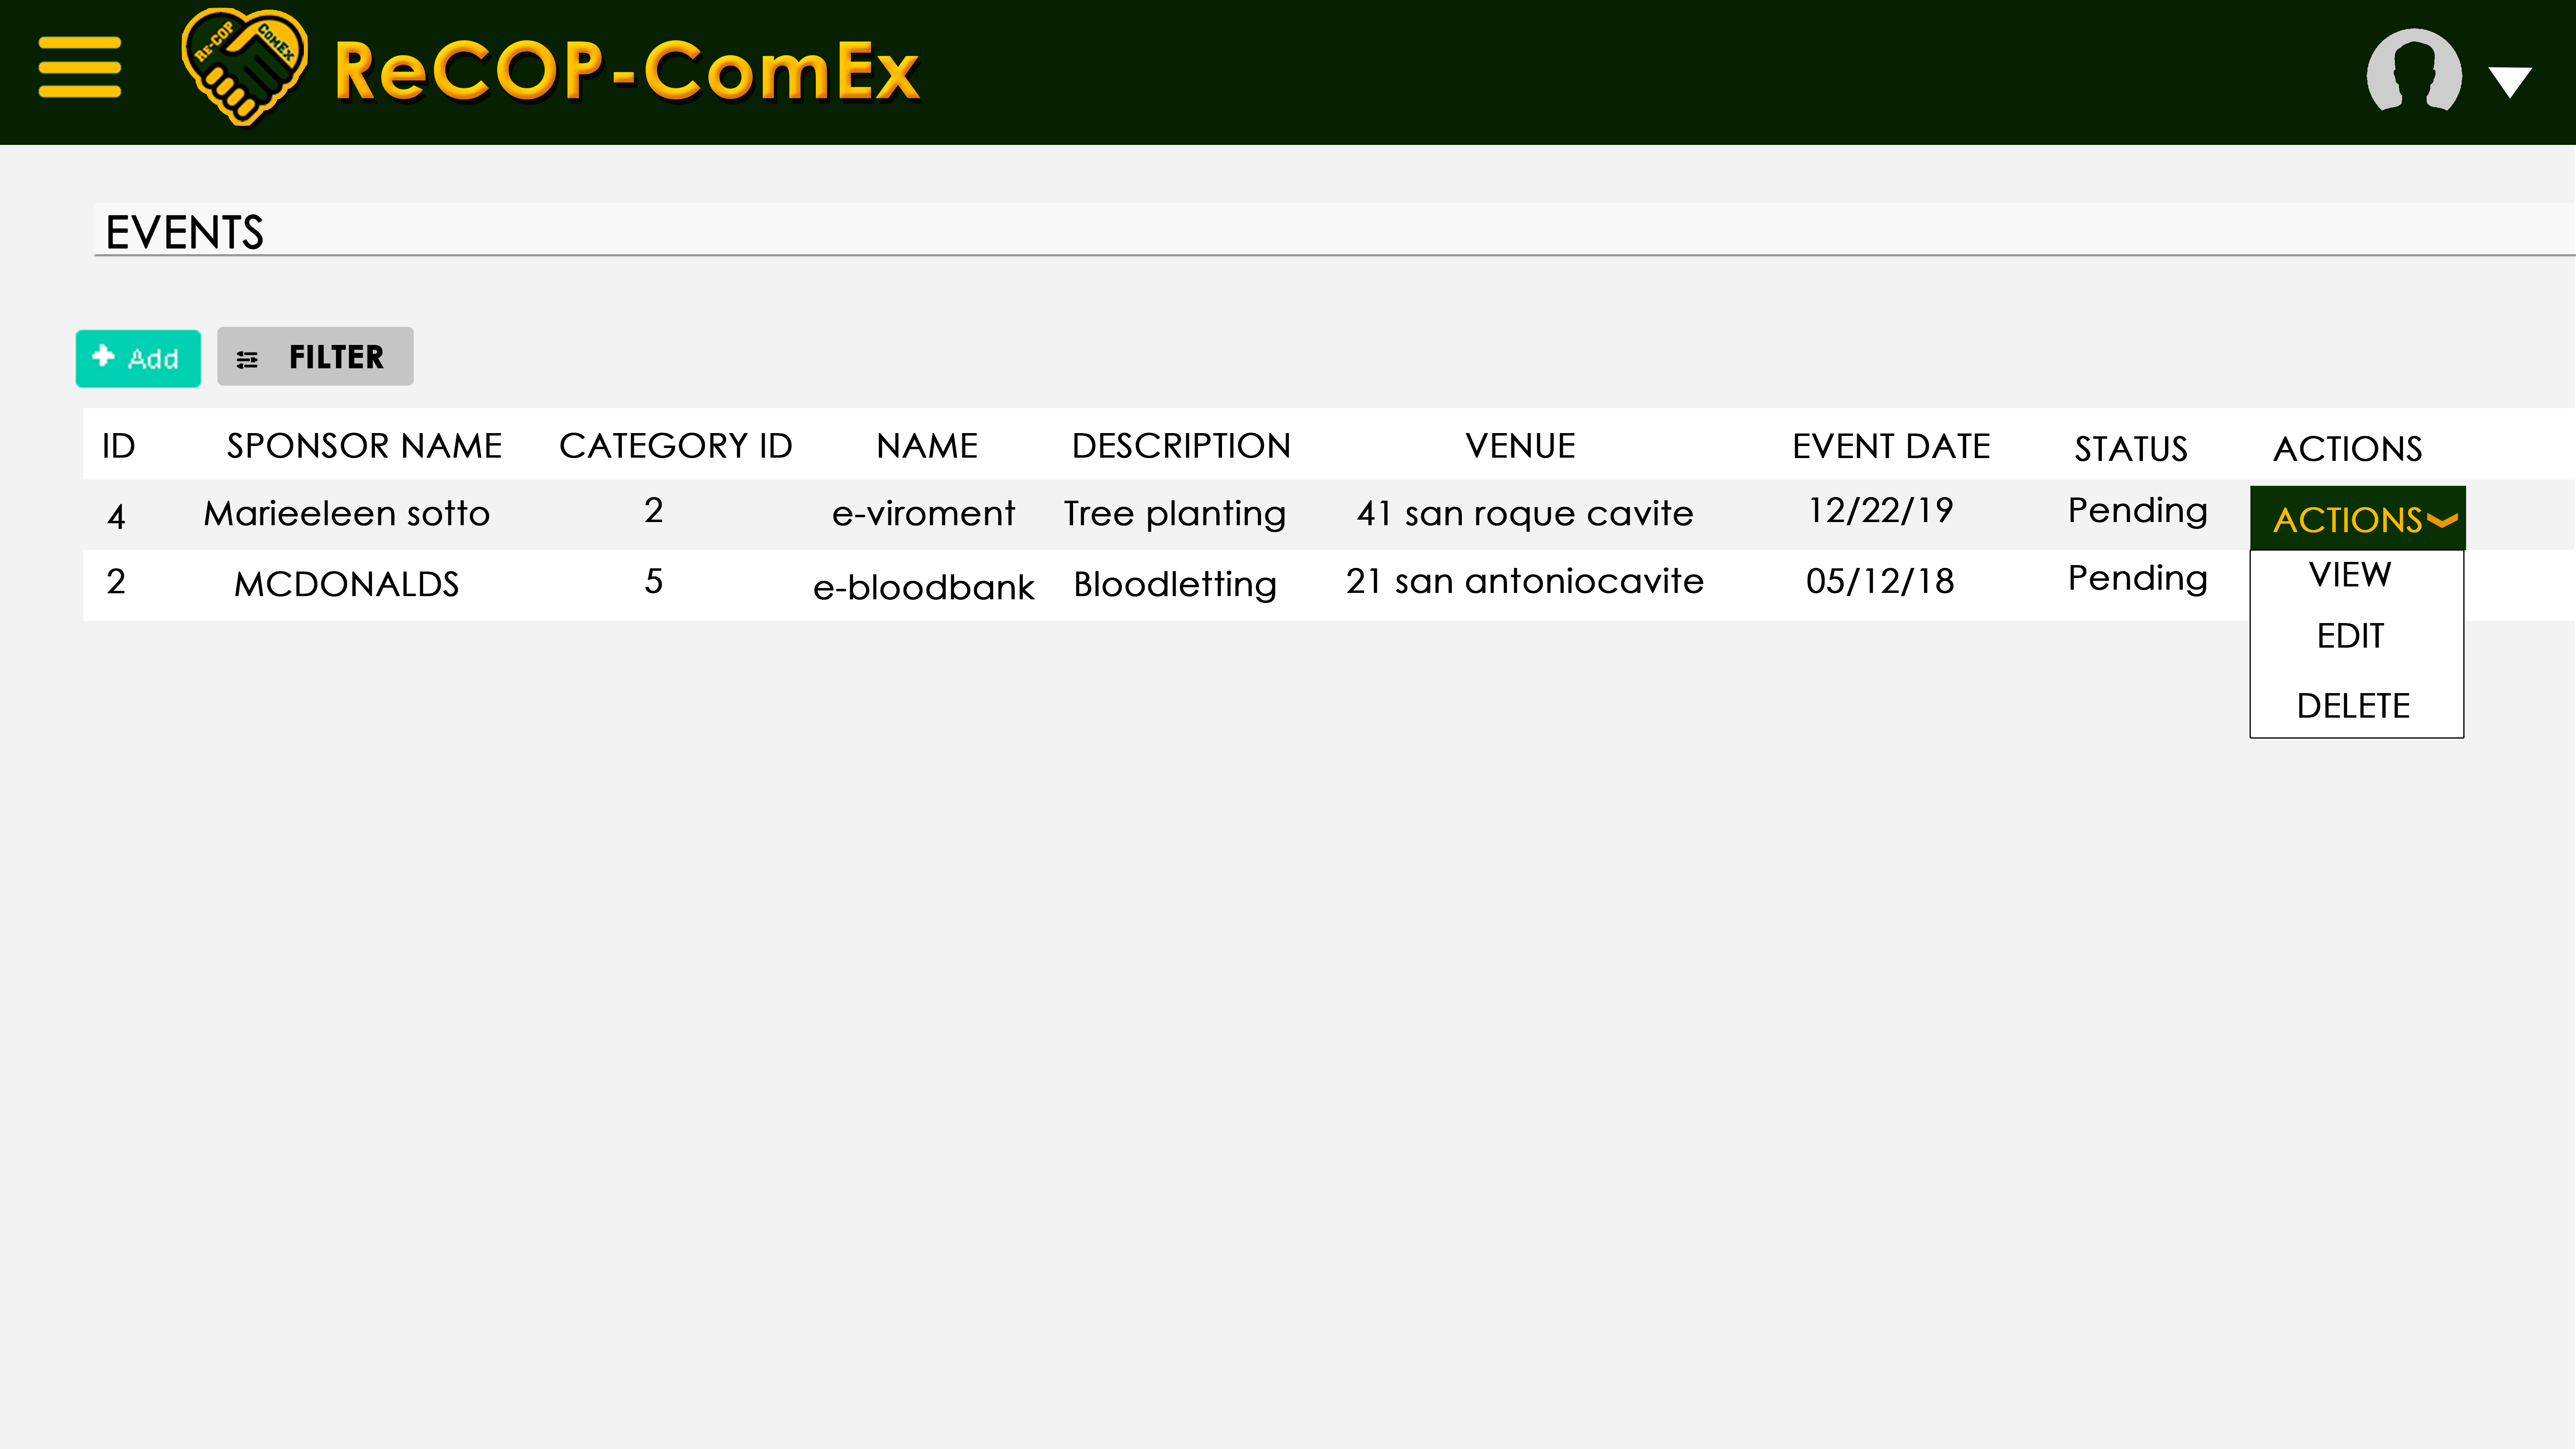 Re-COP ComEx
ReCOP-ComEx
EVENTS
Add
FILTER
ID SPONSOR NAME CATEGORY ID NAME DESCRIPTION VENUE EVENT DATE STATUS ACTIONS
4 Marieeleen sotto 2 e-viroment Tree planting 41 san roque cavite 12/22/19 Pending ACTIONS
2 MCDONALDS 5 e-bloodbank Bloodletting 21 san antoniocavite 05/12/18 Pending VIEW
EDIT
DELETE